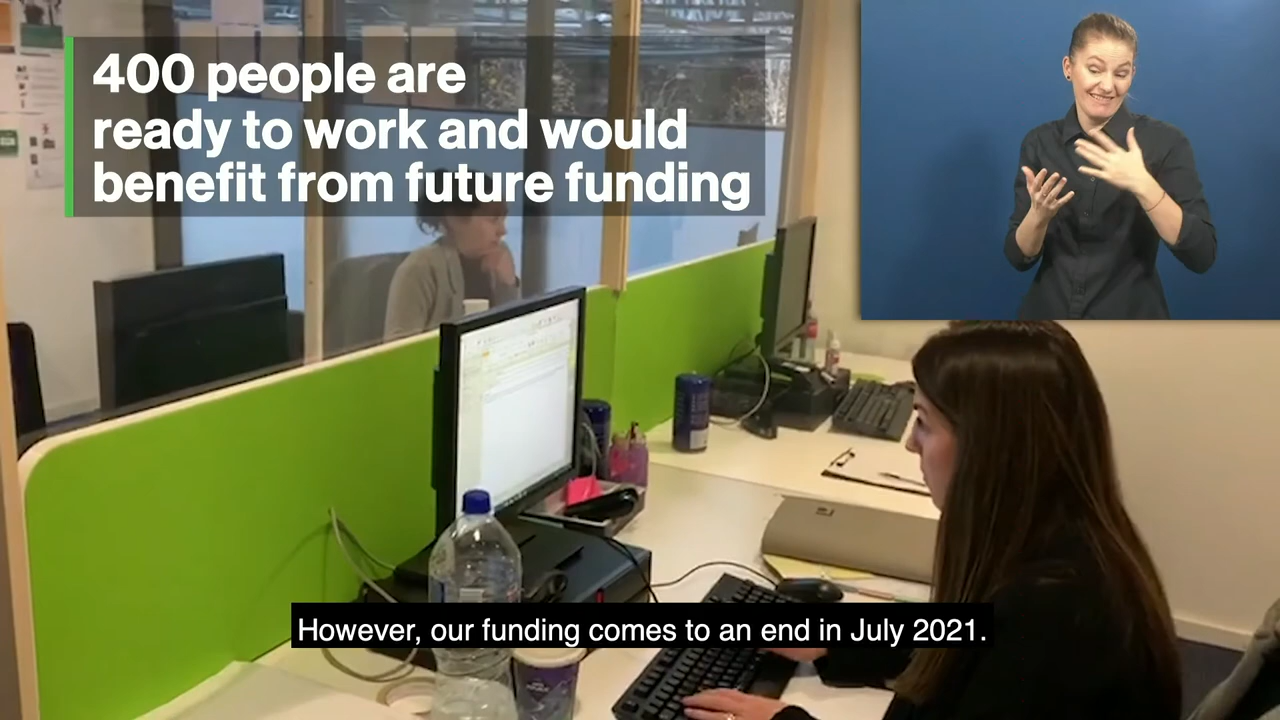 400 people are
ready to work and would
benefit from future funding
However, our funding comes to an end in July 2021.